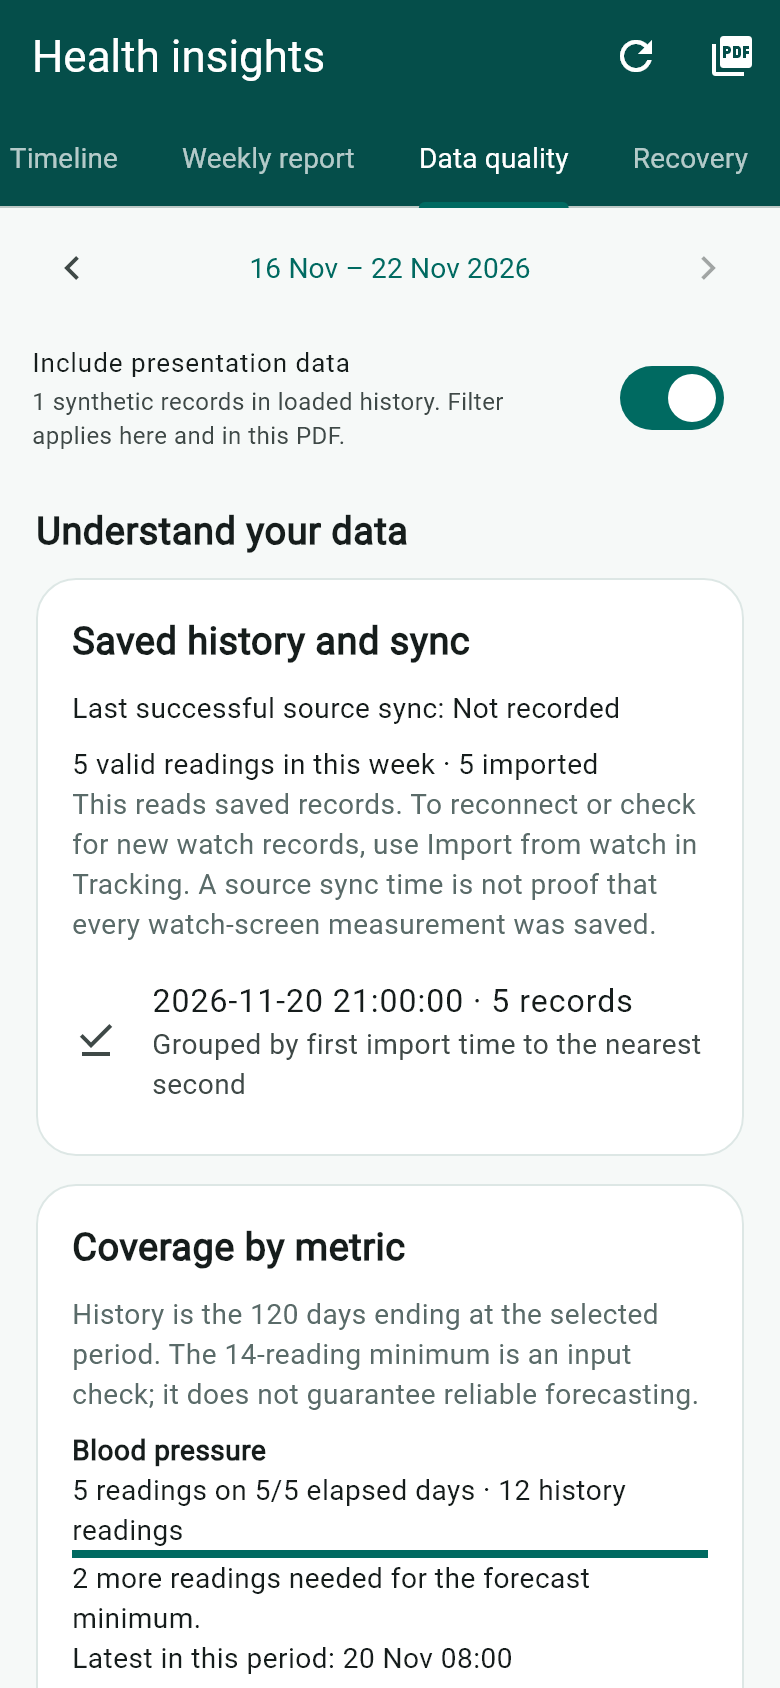 Health insights
PDF
Timeline
Weekly report
Data quality
Recovery
16 Nov – 22 Nov 2026
Include presentation data
1 synthetic records in loaded history. Filter
applies here and in this PDF.
Understand your data
Saved history and sync
Last successful source sync: Not recorded
5 valid readings in this week · 5 imported
This reads saved records. To reconnect or check
for new watch records, use Import from watch in
Tracking. A source sync time is not proof that
every watch-screen measurement was saved.
2026-11-20 21:00:00 · 5 records
Grouped by first import time to the nearest
second
Coverage by metric
History is the 120 days ending at the selected
period. The 14-reading minimum is an input
check; it does not guarantee reliable forecasting.
Blood pressure
5 readings on 5/5 elapsed days · 12 history
readings
2 more readings needed for the forecast
minimum.
Latest in this period: 20 Nov 08:00